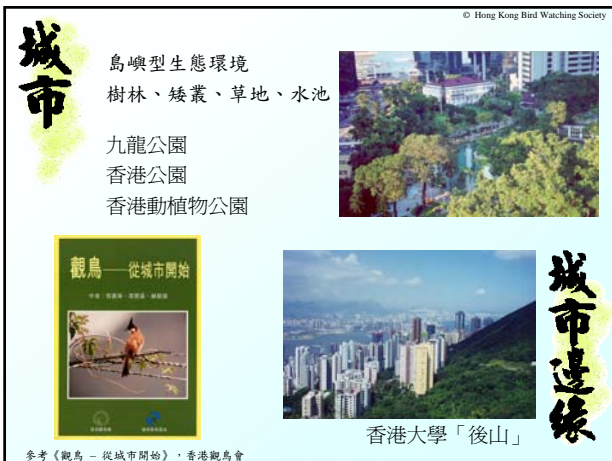 © Hong Kong Bird Watching Society
城市
島嶼型生態環境
樹林、矮叢、草地、水池
九龍公園
香港公園
香港動植物公園
觀鳥——從城市開始
城市邊緣
香港大學「後山」
參考《觀鳥 – 從城市開始》，香港觀鳥會